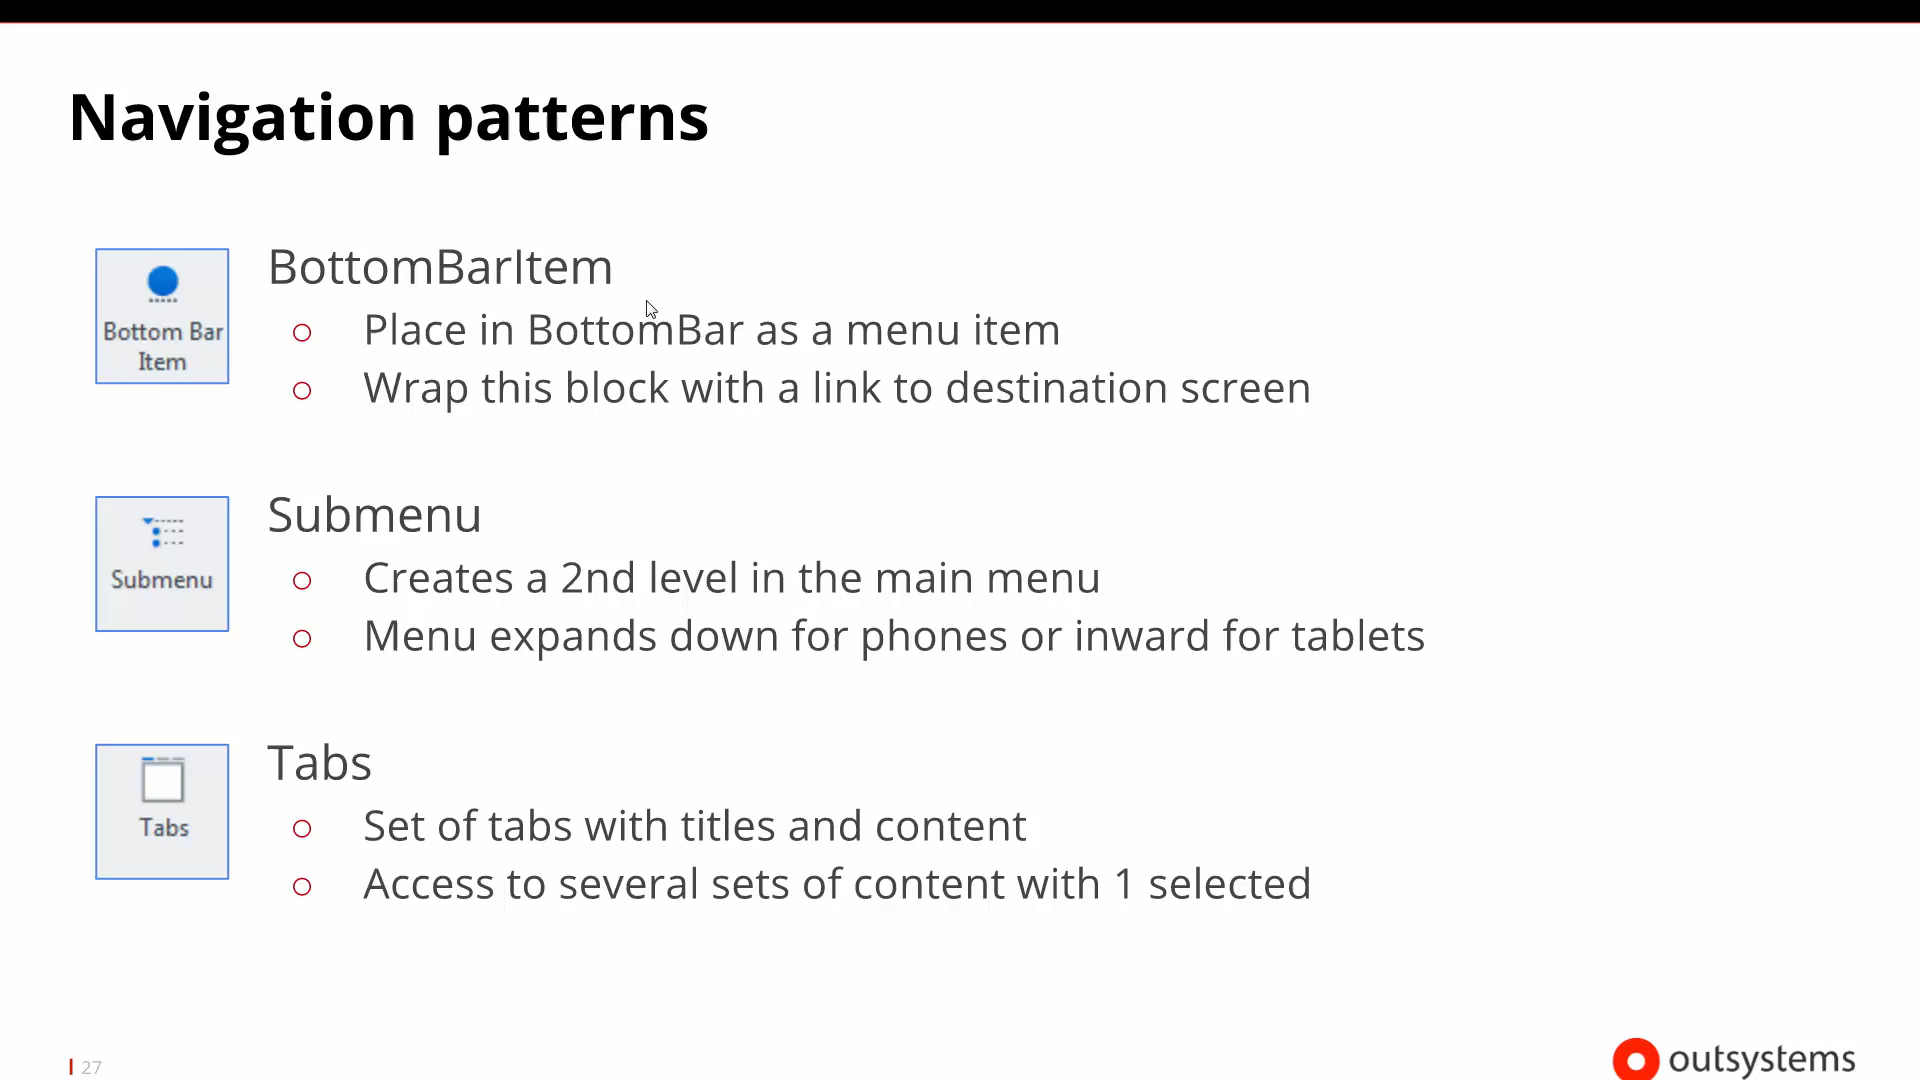 Navigation patterns
Bottom Bar
Item
BottomBarItem
○ Place in BottomBar as a menu item
○ Wrap this block with a link to destination screen
Submenu
Submenu
○ Creates a 2nd level in the main menu
○ Menu expands down for phones or inward for tablets
Tabs
Tabs
○ Set of tabs with titles and content
○ Access to several sets of content with 1 selected
27
outsystems